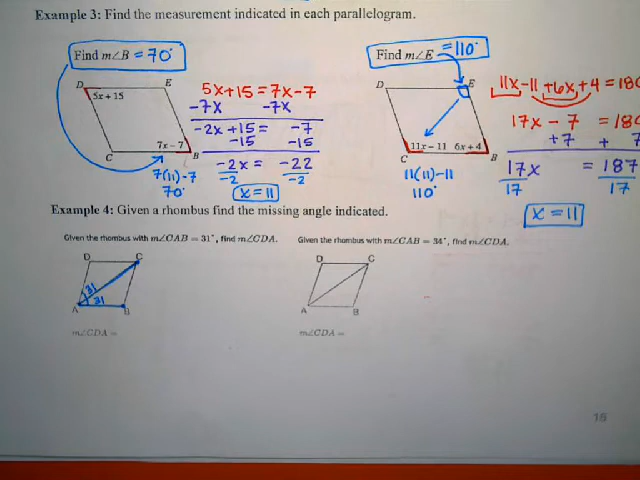 Example 3: Find the measurement indicated in each parallelogram.
Find m∠B = 70°
D E
5x + 15
7x − 7
C B
7(11)-7
70°
5x+15 = 7x-7
-7x -7x
-2x +15 = -7
-15 -15
-2x = -22
-2 -2
x = 11
Find m∠E = 110°
D E
11x − 11 6x + 4
C B
11(11)-11
110°
11x-11 +6x+4 = 180
17x - 7 = 180
+7 + 7
17x = 187
17 17
x = 11
Example 4: Given a rhombus find the missing angle indicated.
Given the rhombus with m∠CAB = 31°, find m∠CDA.
D C
31
31
A B
m∠CDA =
Given the rhombus with m∠CAB = 34°, find m∠CDA.
D C
A B
m∠CDA =
16